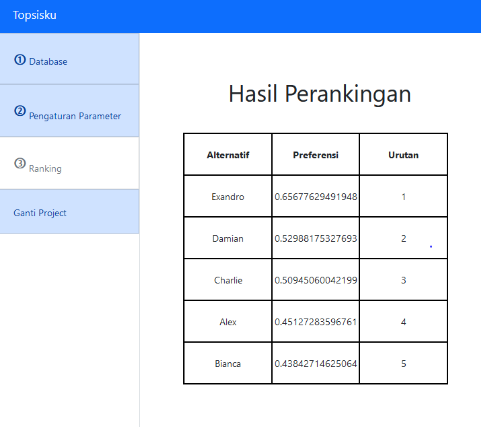 Topsisku
1 Database
2 Pengaturan Parameter
3 Ranking
Ganti Project
Hasil Perankingan
Alternatif Preferensi Urutan
Exandro 0.65677629491948 1
Damian 0.52988175327693 2
Charlie 0.50945060042199 3
Alex 0.45127283596761 4
Bianca 0.43842714625064 5